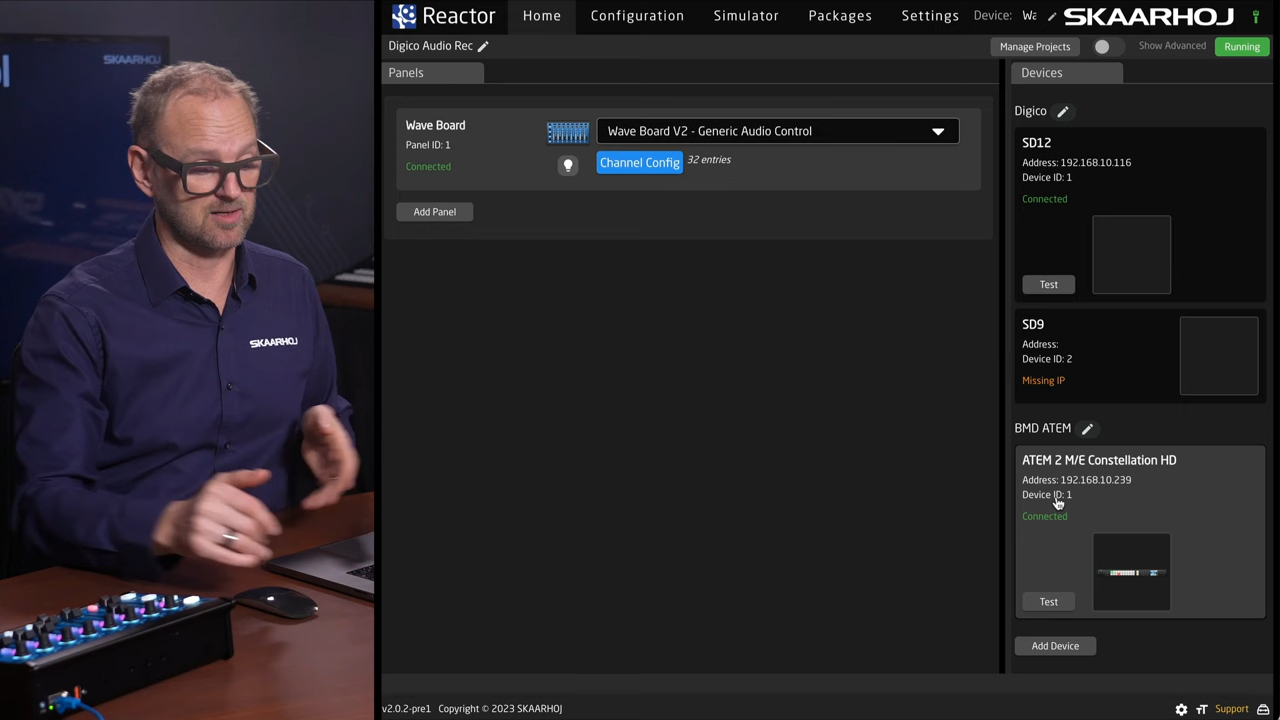 SKAARHOJ
SKAARHOJ
Reactor
Home
Configuration
Simulator
Packages
Settings
Device: Wa
SKAARHOJ
Digico Audio Rec
Manage Projects
Show Advanced
Running
Panels
Wave Board
Panel ID: 1
Connected
Wave Board V2 - Generic Audio Control
Channel Config
32 entries
Add Panel
Devices
Digico
SD12
Address: 192.168.10.116
Device ID: 1
Connected
Test
SD9
Address:
Device ID: 2
Missing IP
BMD ATEM
ATEM 2 M/E Constellation HD
Address: 192.168.10.239
Device ID: 1
Connected
Test
Add Device
v2.0.2-pre1 Copyright © 2023 SKAARHOJ
Support